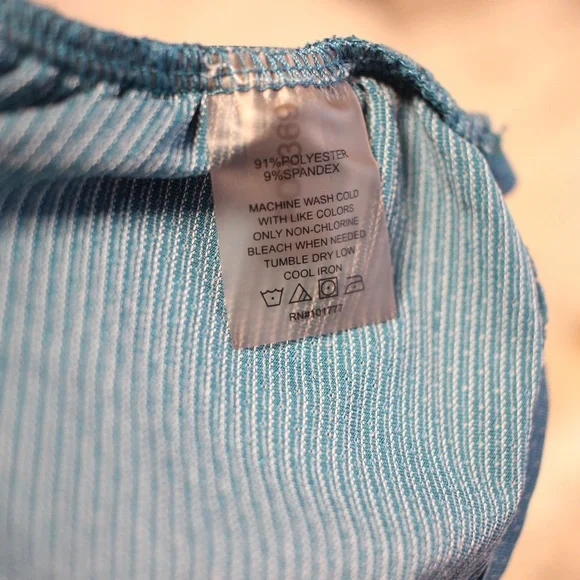 91%POLYESTER
9%SPANDEX
MACHINE WASH COLD
WITH LIKE COLORS
ONLY NON-CHLORINE
BLEACH WHEN NEEDED
TUMBLE DRY LOW
COOL IRON
RN#101777